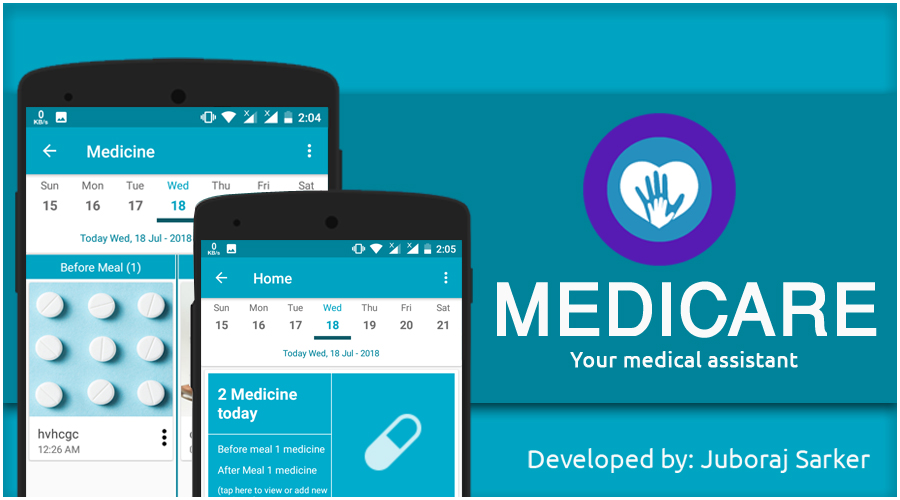 0
KB/s
2:04
Medicine
Sun Mon Tue Wed Thu Fri Sat
15 16 17 18
Today Wed, 18 Jul - 2018
Before Meal (1)
hvhcgc
12:26 AM
0
KB/s
2:05
Home
Sun Mon Tue Wed Thu Fri Sat
15 16 17 18 19 20 21
Today Wed, 18 Jul - 2018
2 Medicine
today
Before meal 1 medicine
After Meal 1 medicine
(tap here to view or add new
MEDICARE
Your medical assistant
Developed by: Juboraj Sarker